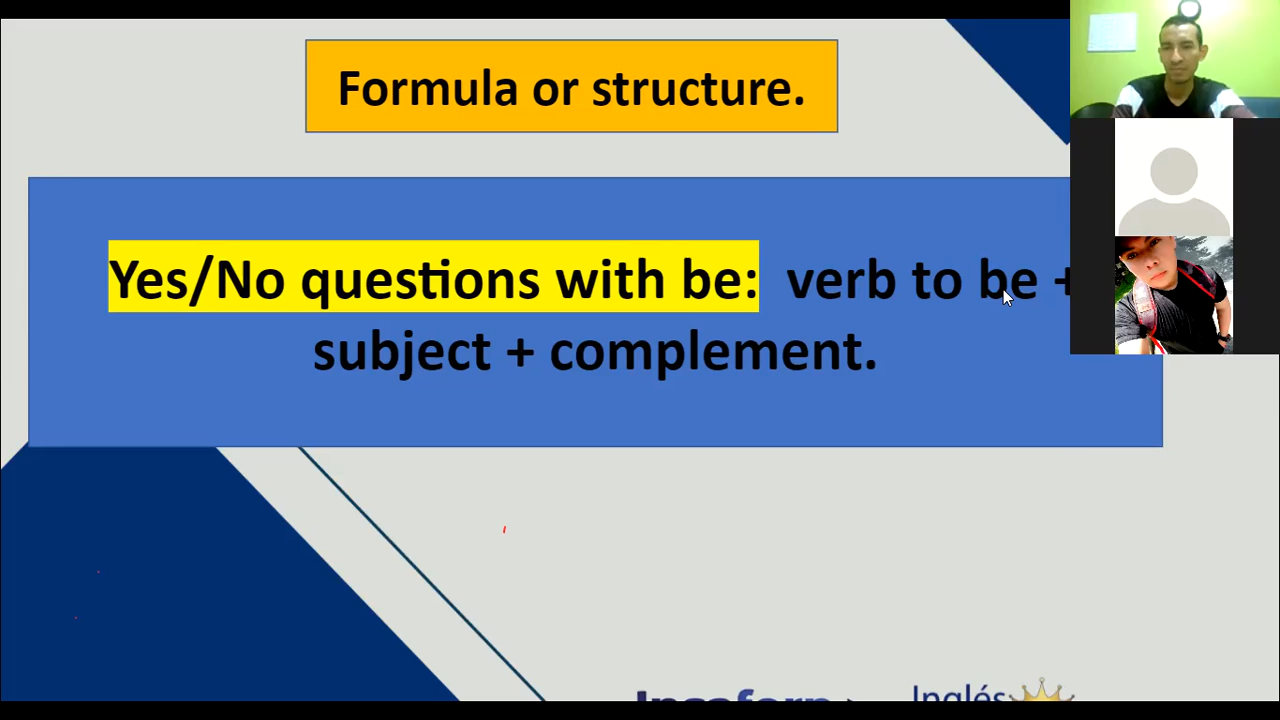 Formula or structure.
Yes/No questions with be: verb to be +
subject + complement.
Inglés